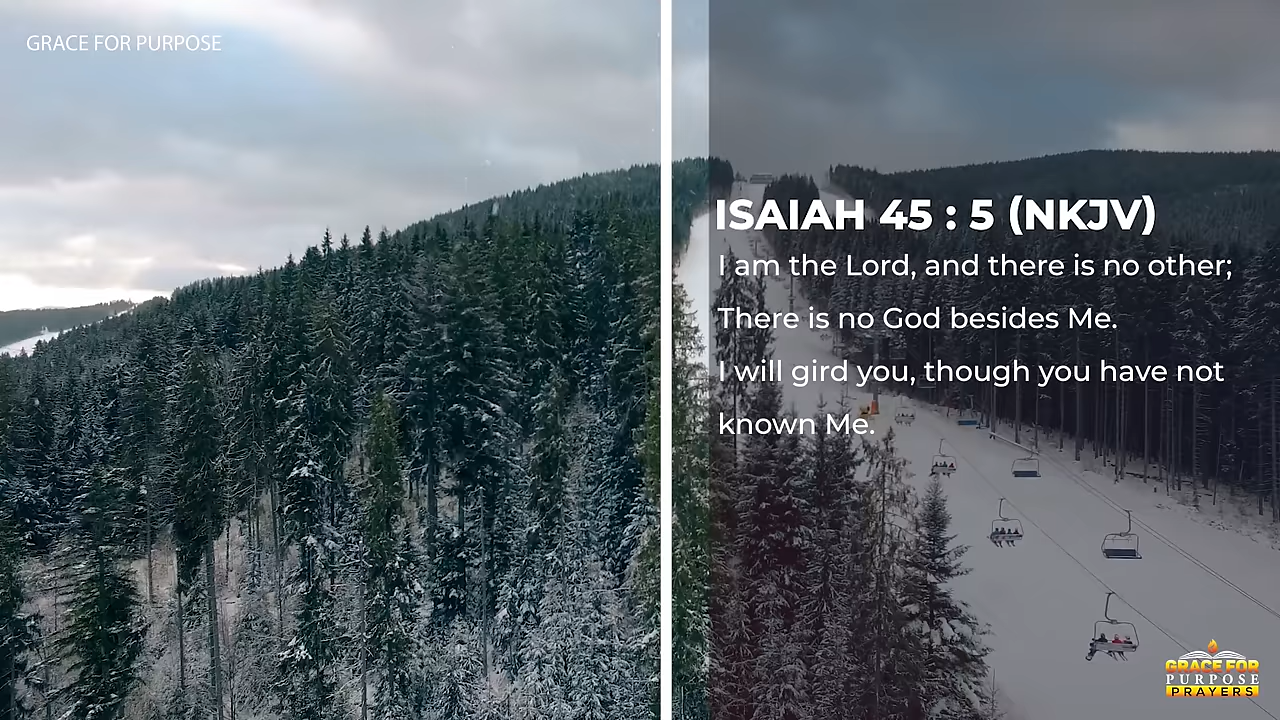 GRACE FOR PURPOSE
ISAIAH 45 : 5 (NKJV)
I am the Lord, and there is no other;
There is no God besides Me.
I will gird you, though you have not
known Me.
GRACE FOR
PURPOSE
PRAYERS